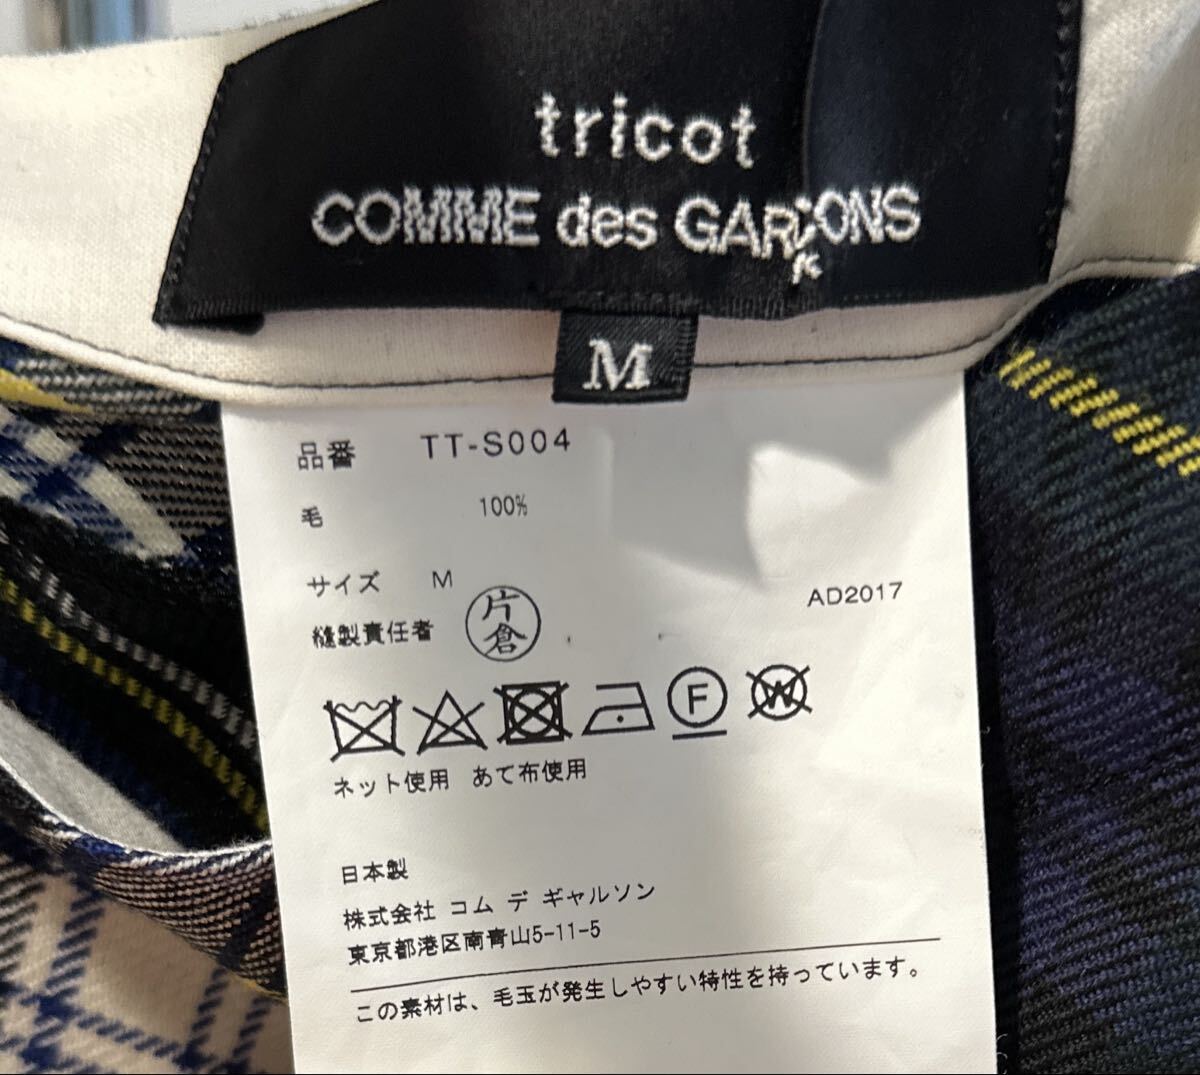 tricot
COMME des GARÇONS
M
品番 TT-S004
毛 100%
サイズ M
縫製責任者 片倉
AD2017
F W
ネット使用 あて布使用
日本製
株式会社 コム デ ギャルソン
東京都港区南青山5-11-5
この素材は、毛玉が発生しやすい特性を持っています。